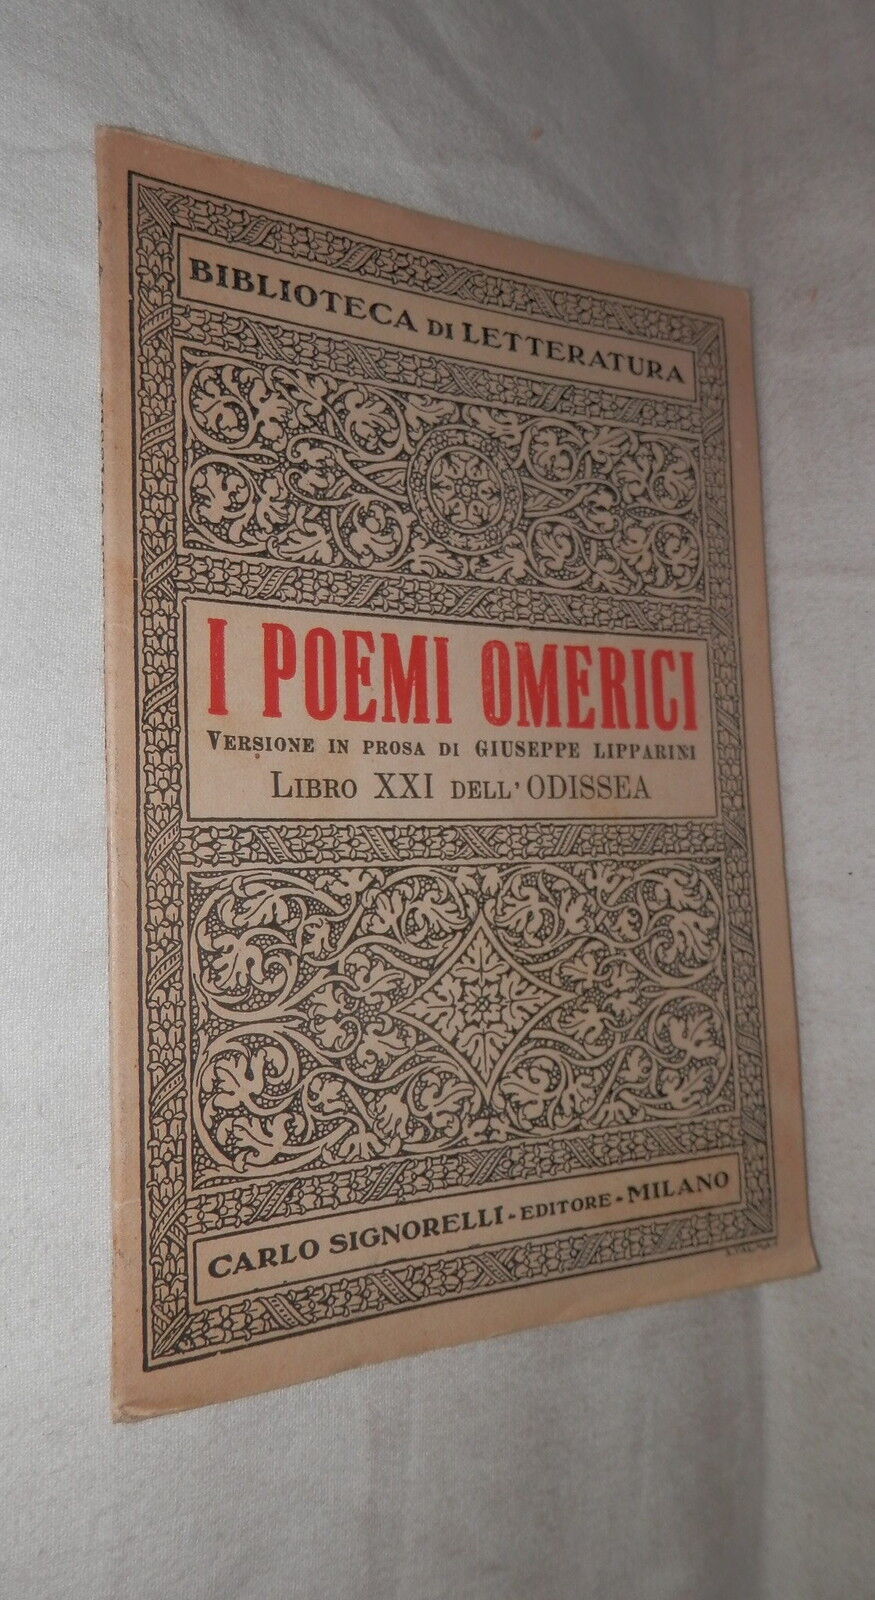 BIBLIOTECA DI LETTERATURA
I POEMI OMERICI
VERSIONE IN PROSA DI GIUSEPPE LIPPARINI
LIBRO XXI DELL'ODISSEA
CARLO SIGNORELLI - EDITORE - MILANO